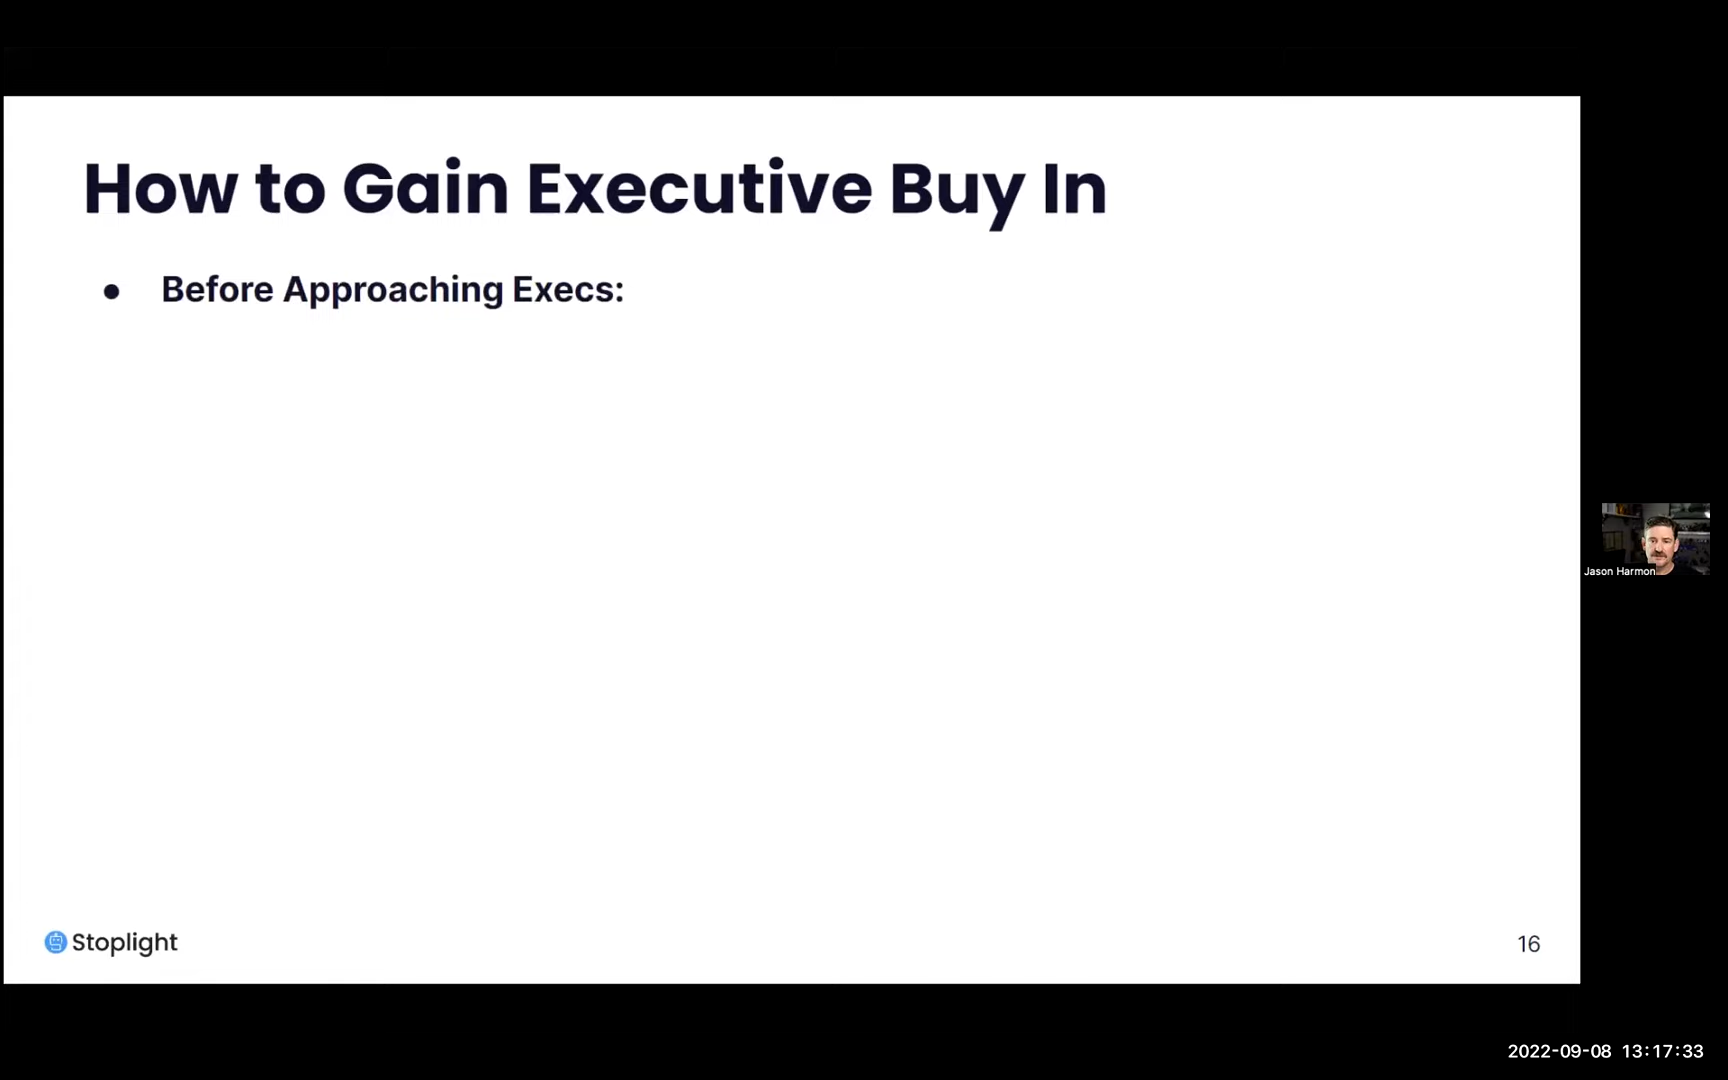 How to Gain Executive Buy In
● Before Approaching Execs:
Jason Harmon
Stoplight
16
2022-09-08 13:17:33